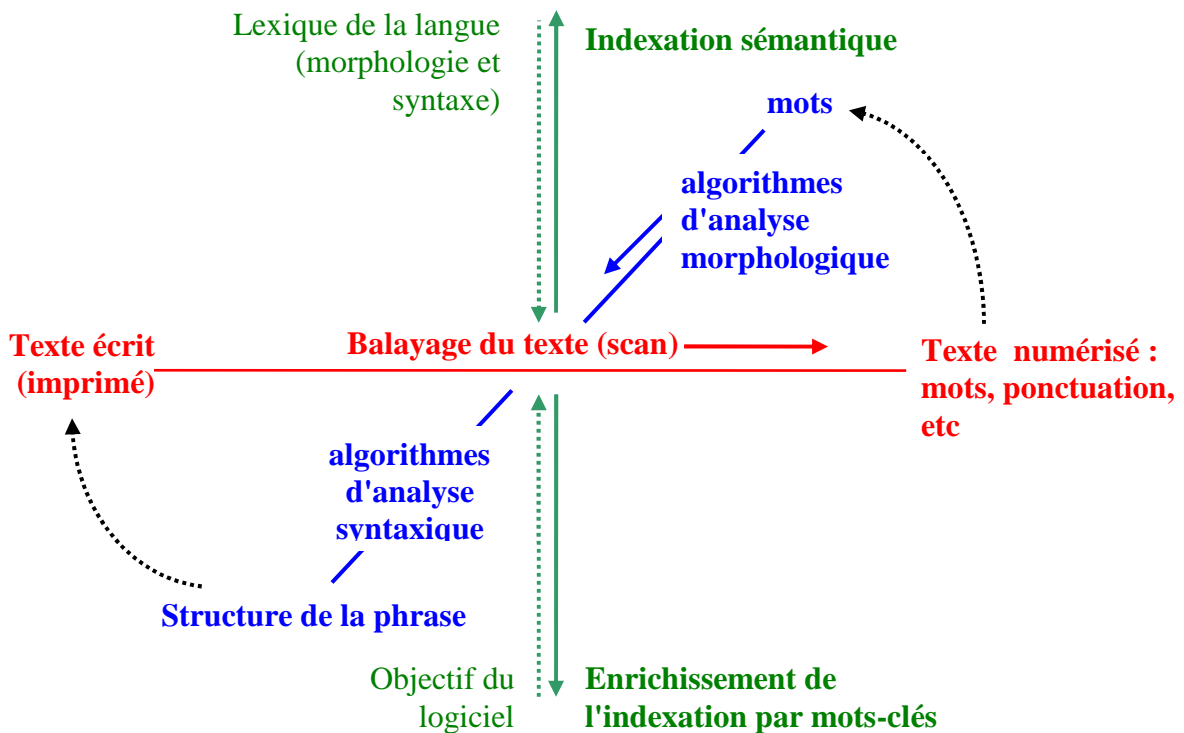 Lexique de la langue
(morphologie et
syntaxe)
Indexation sémantique
mots
algorithmes
d'analyse
morphologique
Texte écrit
(imprimé)
Balayage du texte (scan)
Texte numérisé :
mots, ponctuation,
etc
algorithmes
d'analyse
syntaxique
Structure de la phrase
Objectif du
logiciel
Enrichissement de
l'indexation par mots-clés